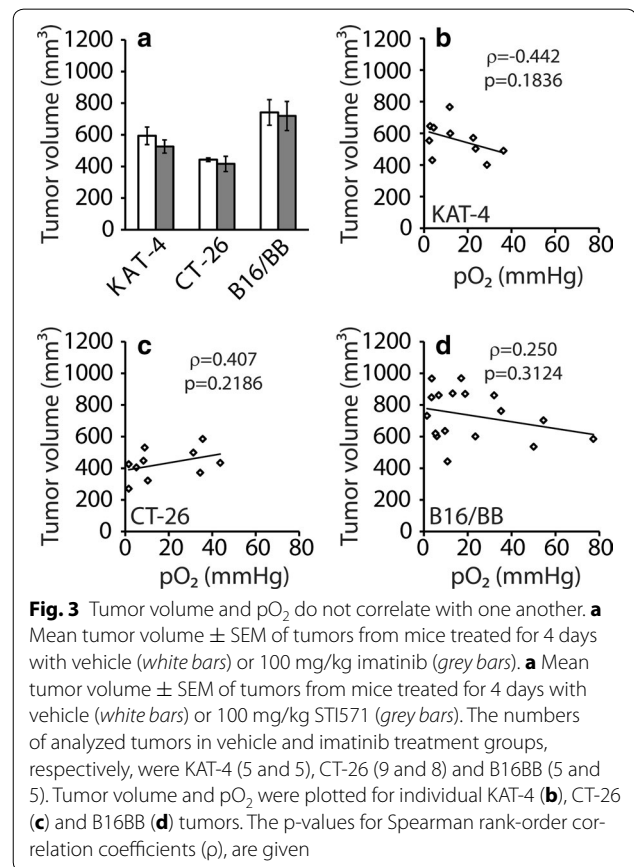 a
Tumor volume (mm³)
1200
1000
800
600
400
200
0
KAT-4
CT-26
B16/BB
b
Tumor volume (mm³)
1200
1000
800
600
400
200
0
ρ=-0.442
p=0.1836
KAT-4
0 20 40 60 80
pO₂ (mmHg)
c
Tumor volume (mm³)
1200
1000
800
600
400
200
0
ρ=0.407
p=0.2186
CT-26
0 20 40 60 80
pO₂ (mmHg)
d
Tumor volume (mm³)
1200
1000
800
600
400
200
0
ρ=0.250
p=0.3124
B16/BB
0 20 40 60 80
pO₂ (mmHg)
Fig. 3 Tumor volume and pO₂ do not correlate with one another. a
Mean tumor volume ± SEM of tumors from mice treated for 4 days
with vehicle (white bars) or 100 mg/kg imatinib (grey bars). a Mean
tumor volume ± SEM of tumors from mice treated for 4 days with
vehicle (white bars) or 100 mg/kg STI571 (grey bars). The numbers
of analyzed tumors in vehicle and imatinib treatment groups,
respectively, were KAT-4 (5 and 5), CT-26 (9 and 8) and B16BB (5 and
5). Tumor volume and pO₂ were plotted for individual KAT-4 (b), CT-26
(c) and B16BB (d) tumors. The p-values for Spearman rank-order cor-
relation coefficients (ρ), are given